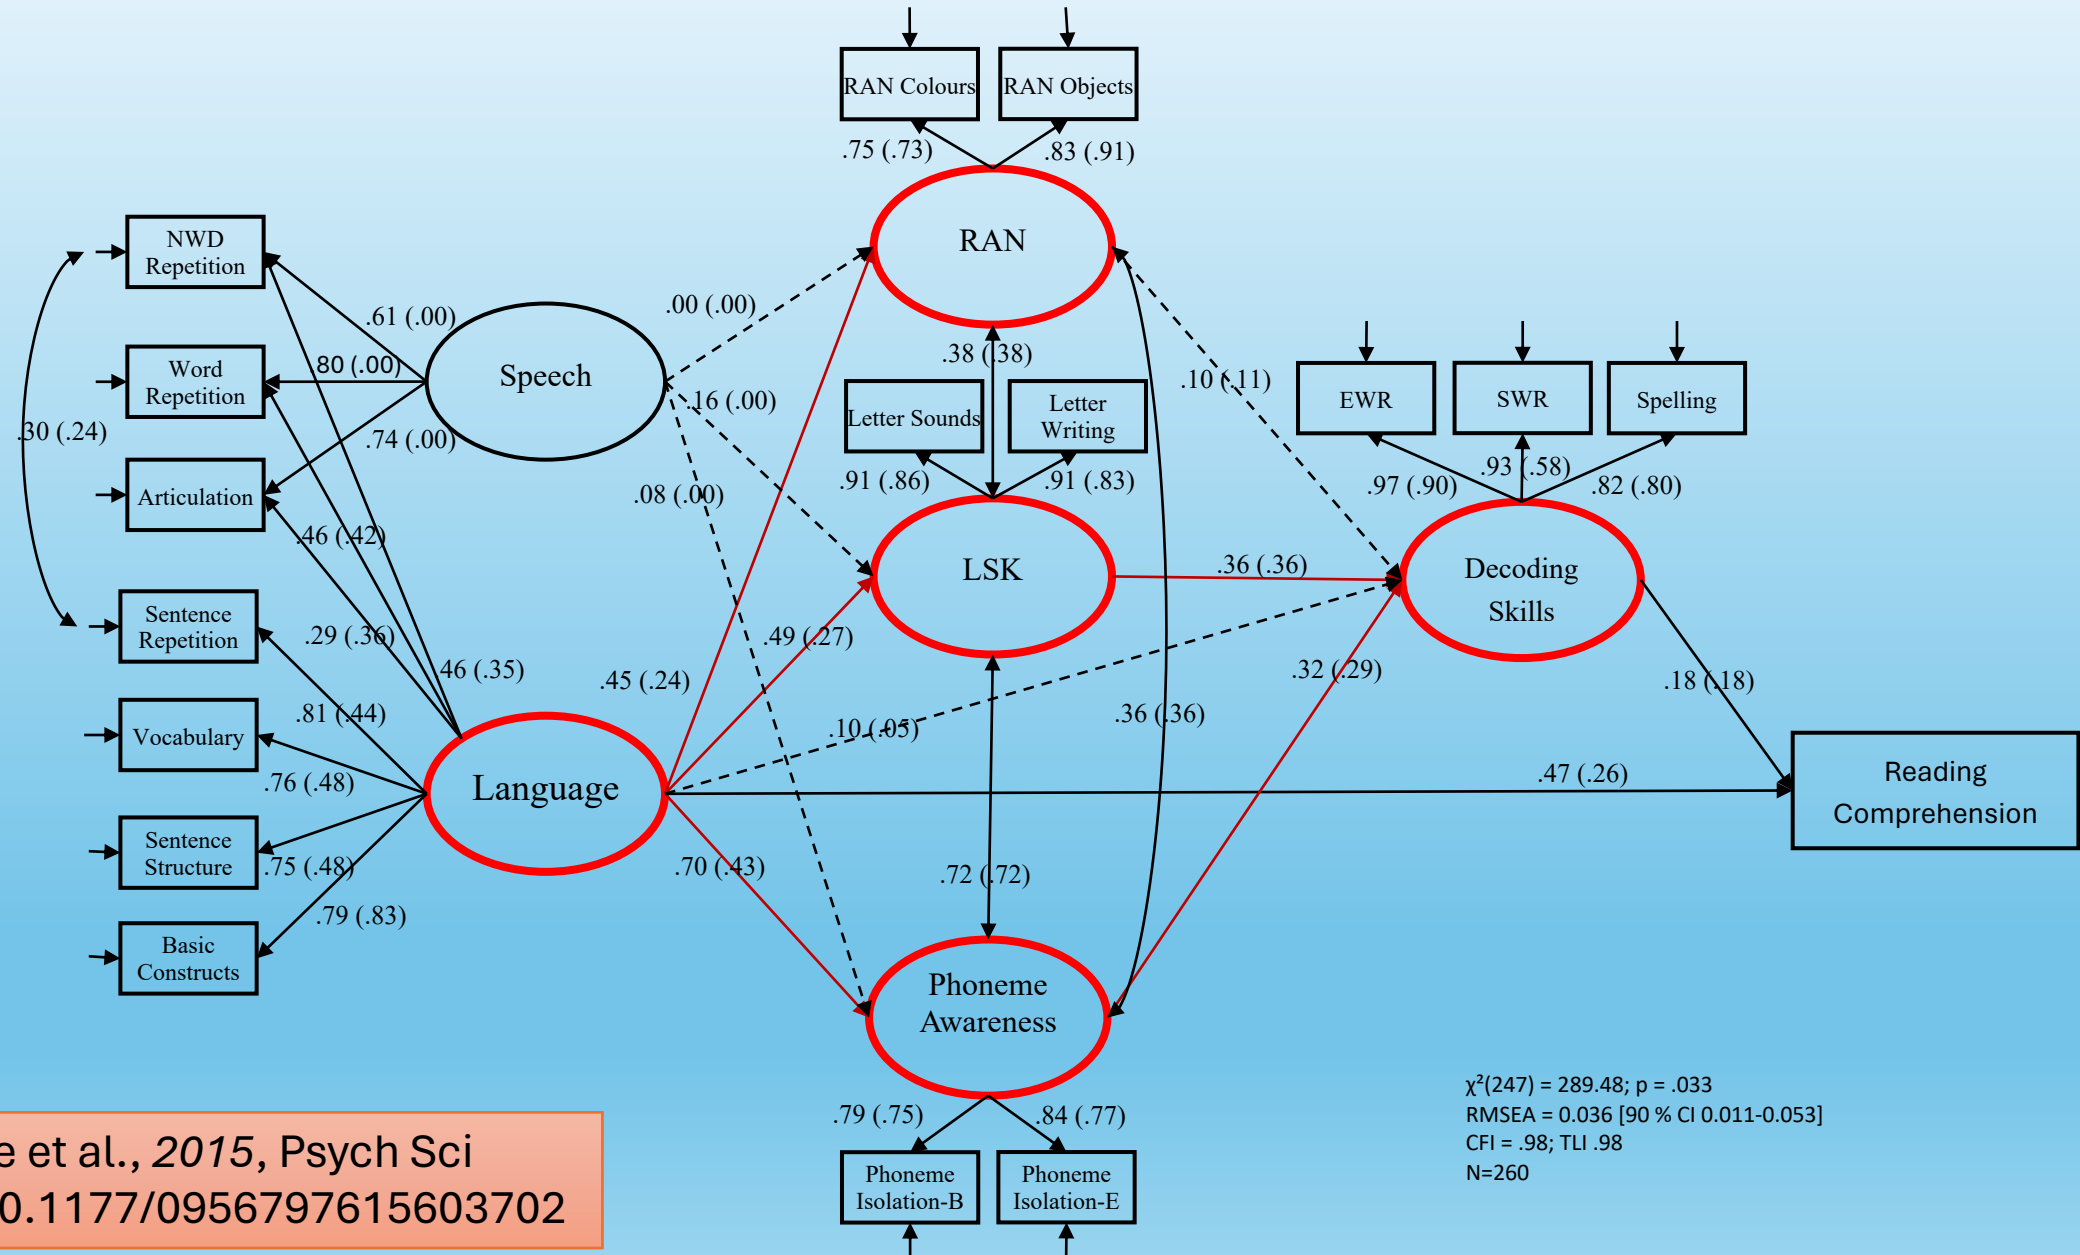 RAN Colours
RAN Objects
.75 (.73)
.83 (.91)
RAN
NWD
Repetition
.61 (.00)
Word
Repetition
.80 (.00)
Articulation
.74 (.00)
.30 (.24)
Speech
.00 (.00)
.16 (.00)
.08 (.00)
.38 (.38)
Letter Sounds
Letter
Writing
.91 (.86)
.91 (.83)
LSK
.10 (.11)
EWR
SWR
Spelling
.97 (.90)
.93 (.58)
.82 (.80)
Decoding
Skills
.36 (.36)
.46 (.42)
.29 (.36)
.46 (.35)
Sentence
Repetition
.81 (.44)
Vocabulary
.76 (.48)
Sentence
Structure
.75 (.48)
Basic
Constructs
.79 (.83)
Language
.45 (.24)
.49 (.27)
.10 (.05)
.70 (.43)
.72 (.72)
.36 (.36)
.32 (.29)
.18 (.18)
.47 (.26)
Reading
Comprehension
Phoneme
Awareness
.79 (.75)
.84 (.77)
Phoneme
Isolation-B
Phoneme
Isolation-E
χ²(247) = 289.48; p = .033
RMSEA = 0.036 [90 % CI 0.011-0.053]
CFI = .98; TLI .98
N=260
e et al., 2015, Psych Sci
0.1177/0956797615603702